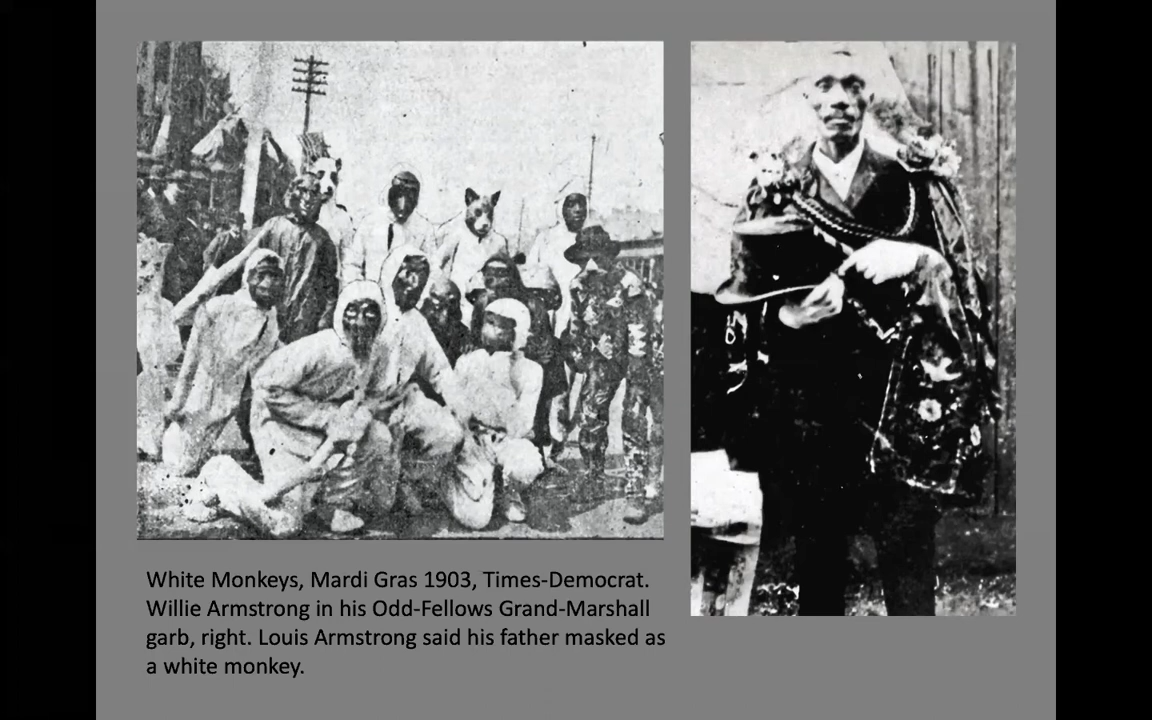 White Monkeys, Mardi Gras 1903, Times-Democrat.
Willie Armstrong in his Odd-Fellows Grand-Marshall
garb, right. Louis Armstrong said his father masked as
a white monkey.